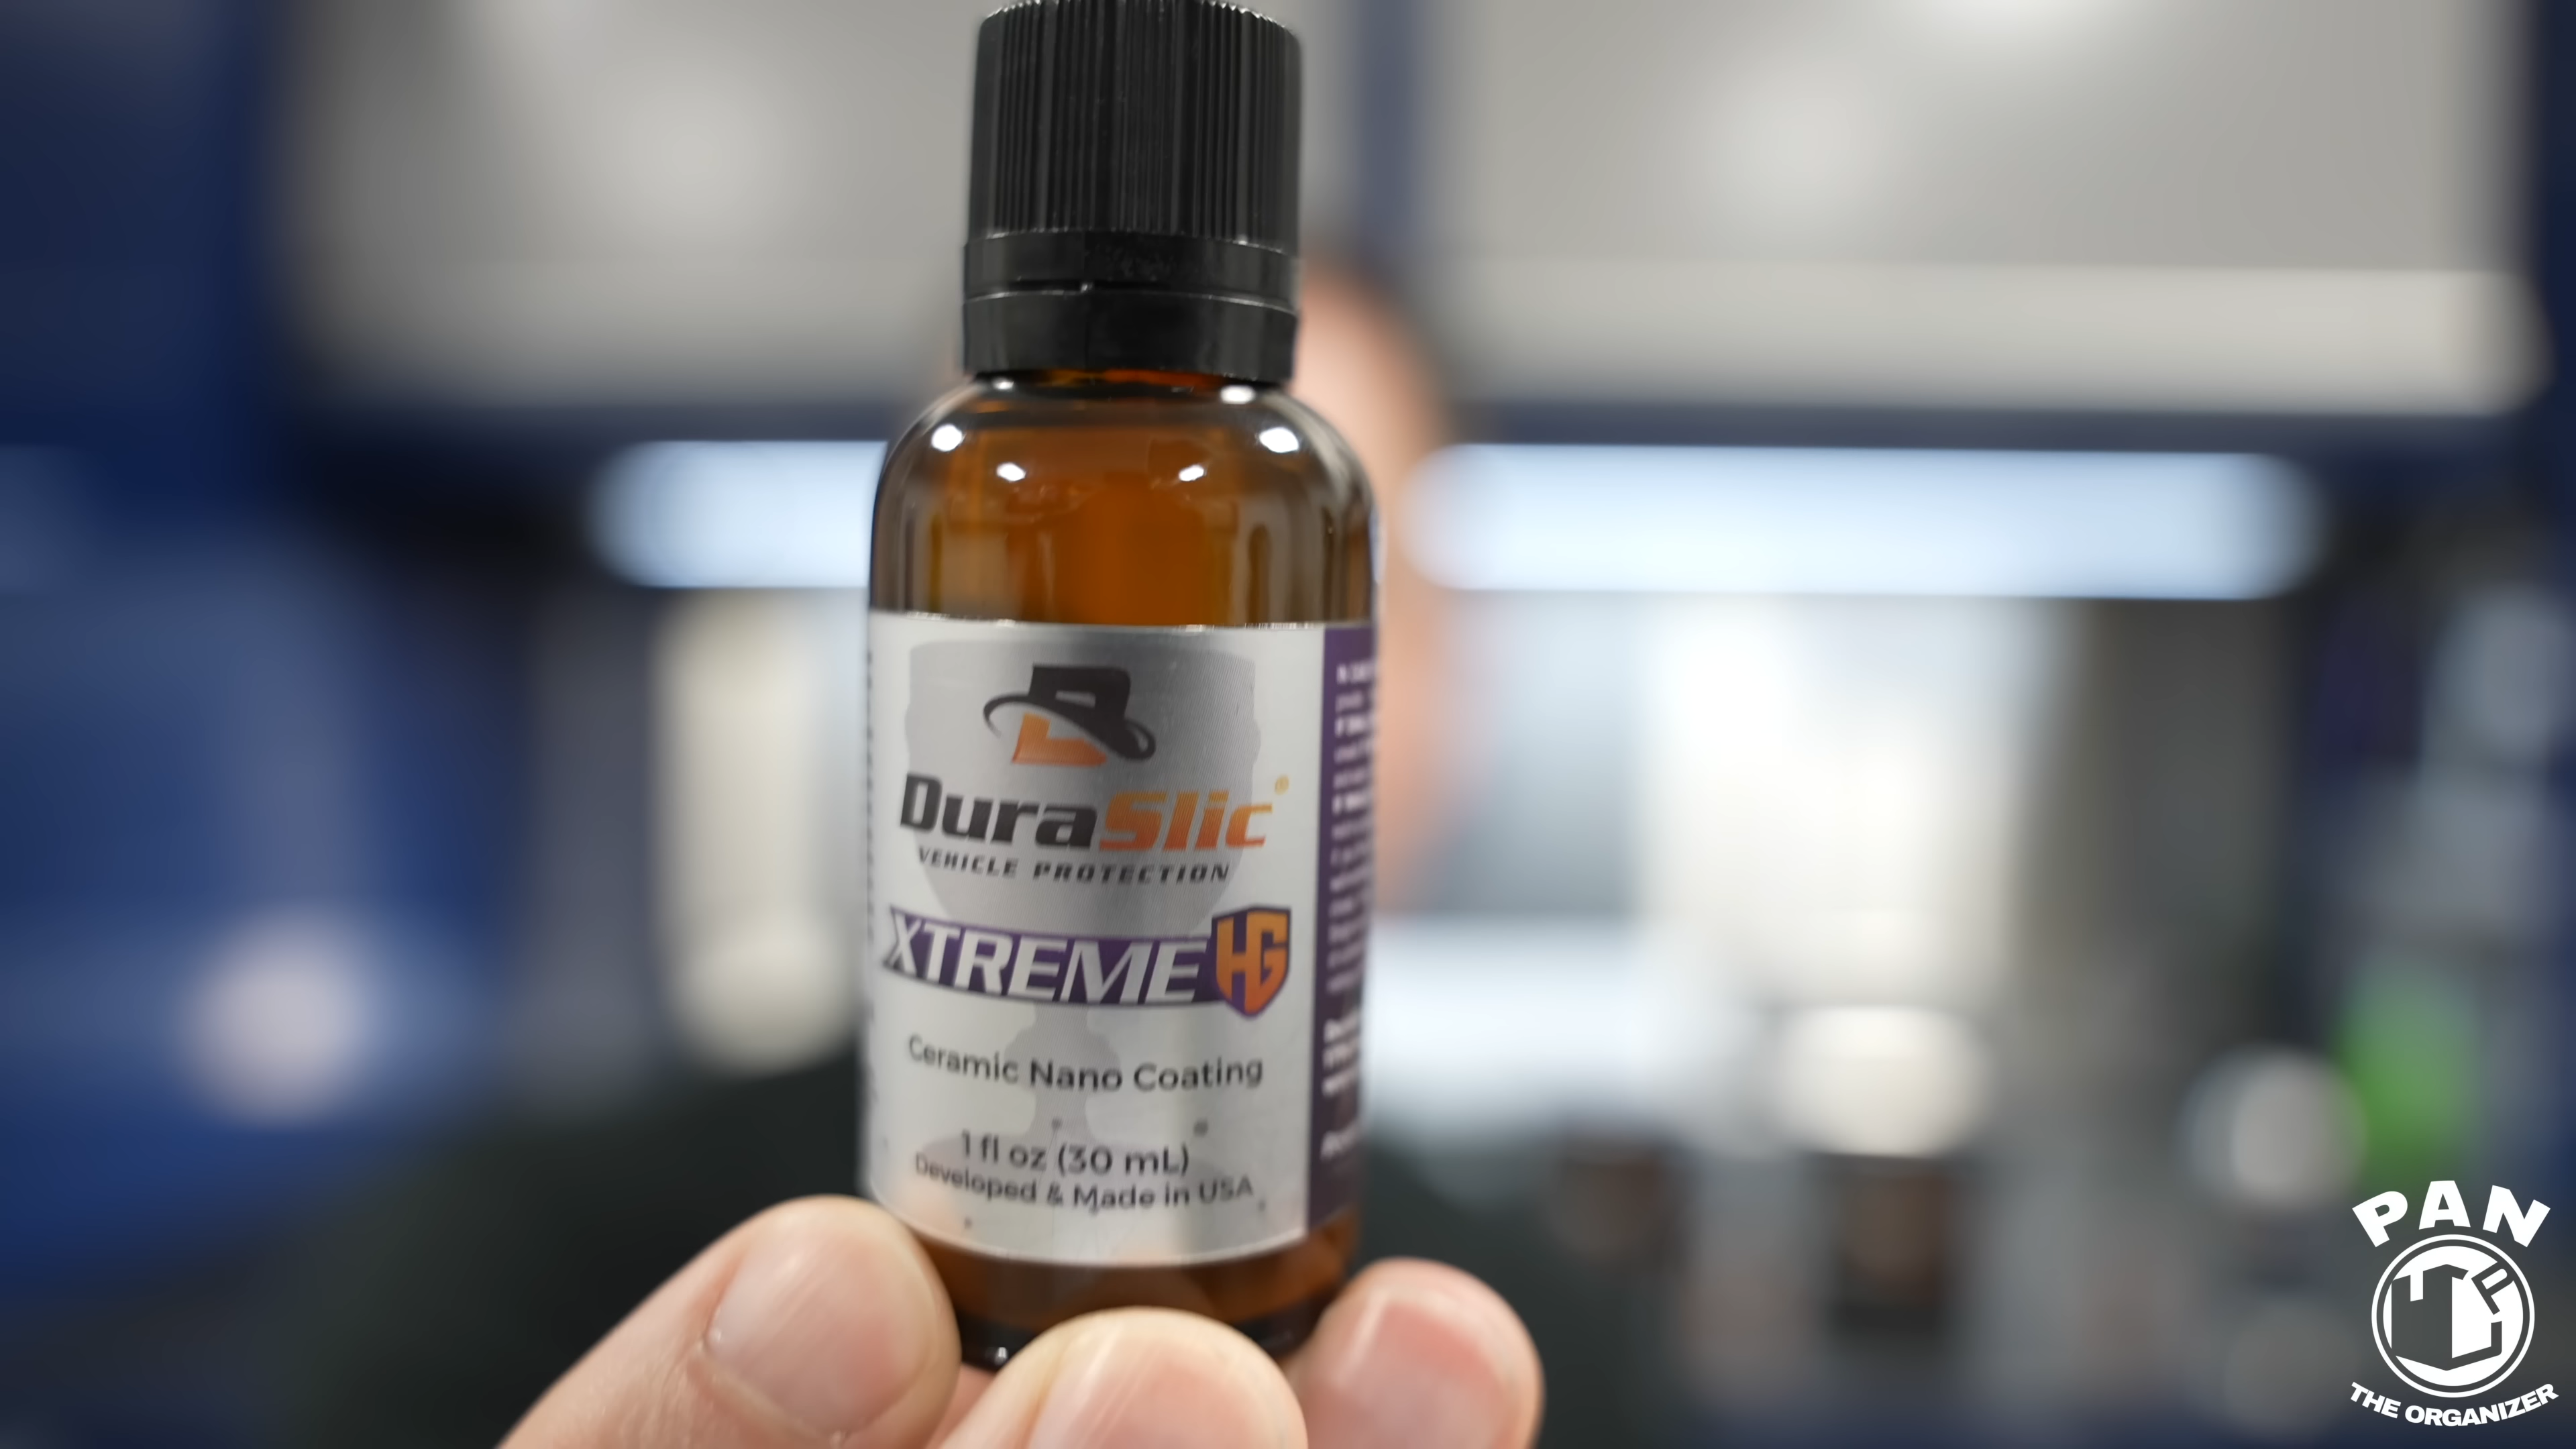 DuraSlic®
VEHICLE PROTECTION
XTREME HG
Ceramic Nano Coating
1 fl oz (30 mL)
Developed & Made in USA
PAN
THE ORGANIZER